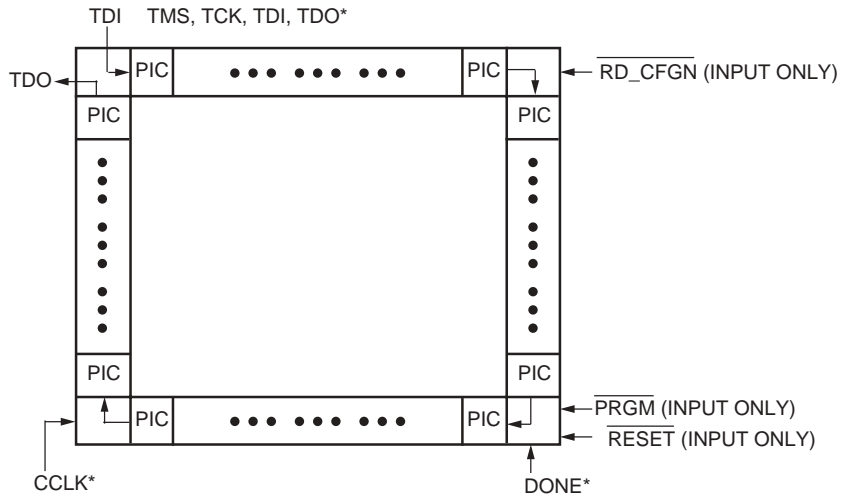 TDI TMS, TCK, TDI, TDO*
TDO PIC PIC RD_CFGN (INPUT ONLY)
PIC PIC
PIC PIC
PIC PIC PRGM (INPUT ONLY)
RESET (INPUT ONLY)
CCLK* DONE*